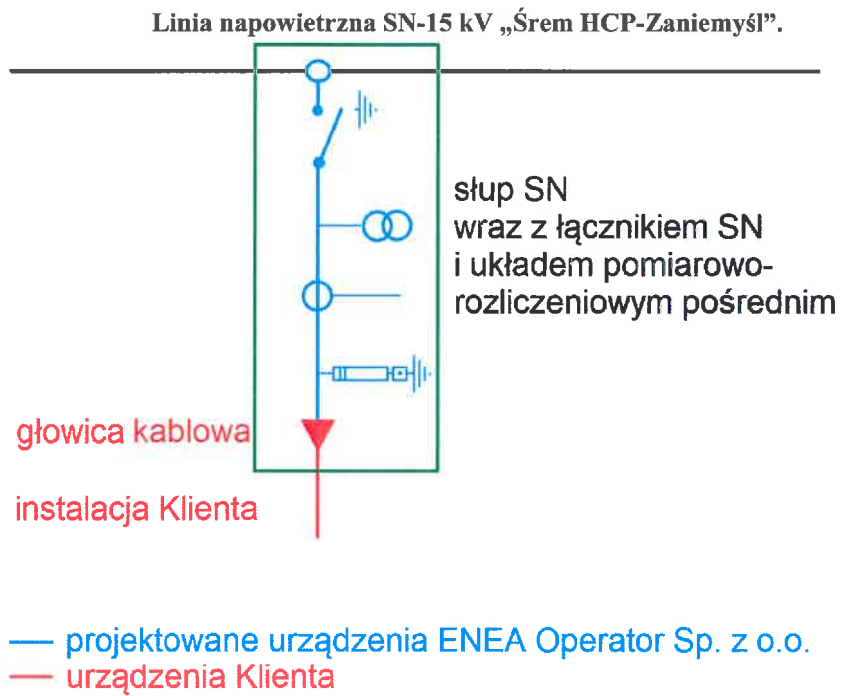 Linia napowietrzna SN-15 kV „Śrem HCP-Zaniemyśl”.
słup SN
wraz z łącznikiem SN
i układem pomiarowo-
rozliczeniowym pośrednim
głowica kablowa
instalacja Klienta
projektowane urządzenia ENEA Operator Sp. z o.o.
urządzenia Klienta